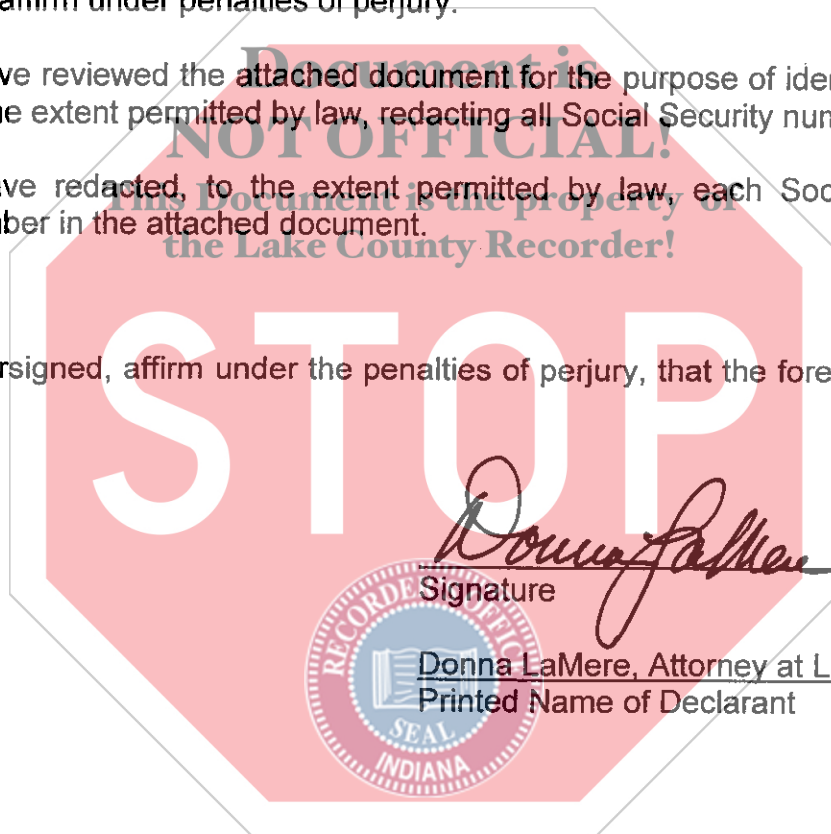 affirm under penalties of perjury.
Document is
ve reviewed the attached document for the purpose of iden
e extent permitted by law, redacting all Social Security num
NOT OFFICIAL!
ve redacted, to the extent permitted by law, each Soc
This Document is the property of
ber in the attached document.
the Lake County Recorder!
STOP
rsigned, affirm under the penalties of perjury, that the fore
Donna LaMere
Signature
RECORDER'S OFFICE
Donna LaMere, Attorney at L
Printed Name of Declarant
SEAL
INDIANA